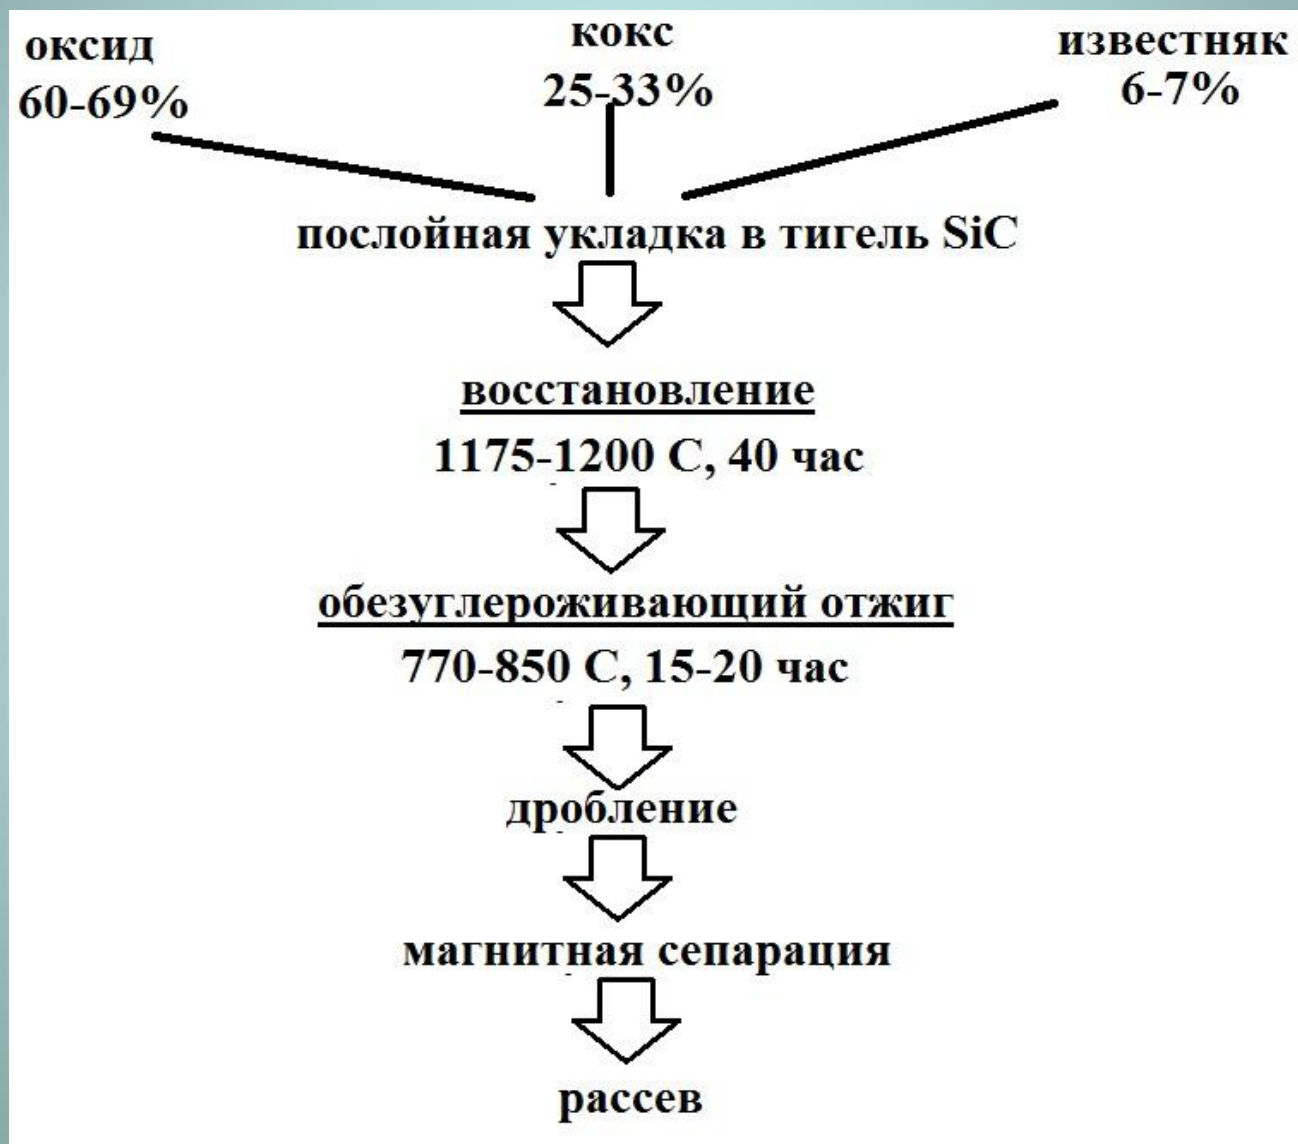 оксид
60-69%
кокс
25-33%
известняк
6-7%
послойная укладка в тигель SiC
восстановление
1175-1200 С, 40 час
обезуглероживающий отжиг
770-850 С, 15-20 час
дробление
магнитная сепарация
рассев